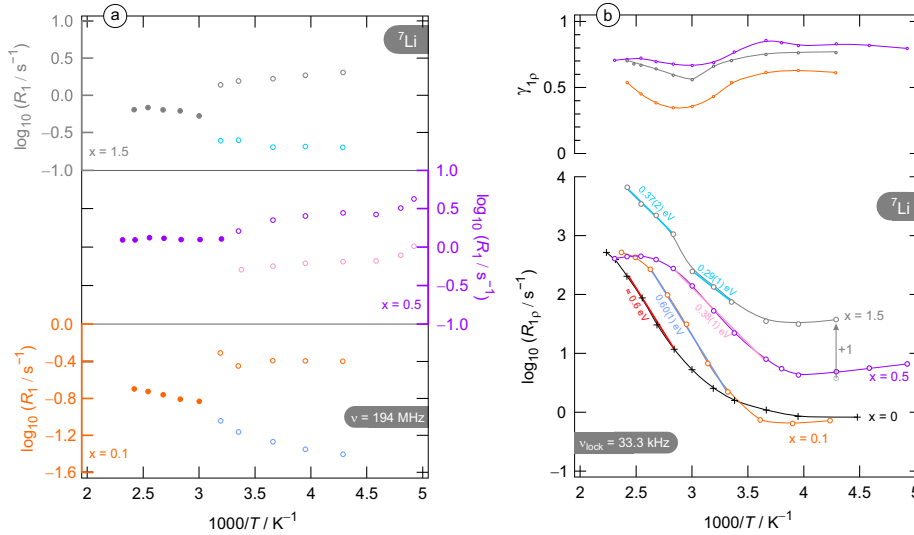 a
⁷Li
log₁₀ (R₁ / s⁻¹)
1.0
0.5
0.0
−0.5
−1.0
x = 1.5
1.0
0.5
0.0
−0.5
−1.0
log₁₀ (R₁ / s⁻¹)
x = 0.5
0.0
−0.4
−0.8
−1.2
−1.6
log₁₀ (R₁ / s⁻¹)
x = 0.1
ν = 194 MHz
2 2.5 3 3.5 4 4.5 5
1000/T / K⁻¹
b
γ₁ρ
1.0
0.5
0.0
⁷Li
log₁₀ (R₁ρ / s⁻¹)
4
3
2
1
0
−1
0.37(2) eV
0.29(1) eV
≈ 0.6 eV
0.60(1) eV
0.38(1) eV
x = 1.5
+1
x = 0.5
x = 0
x = 0.1
ν_lock = 33.3 kHz
2 2.5 3 3.5 4 4.5 5
1000/T / K⁻¹